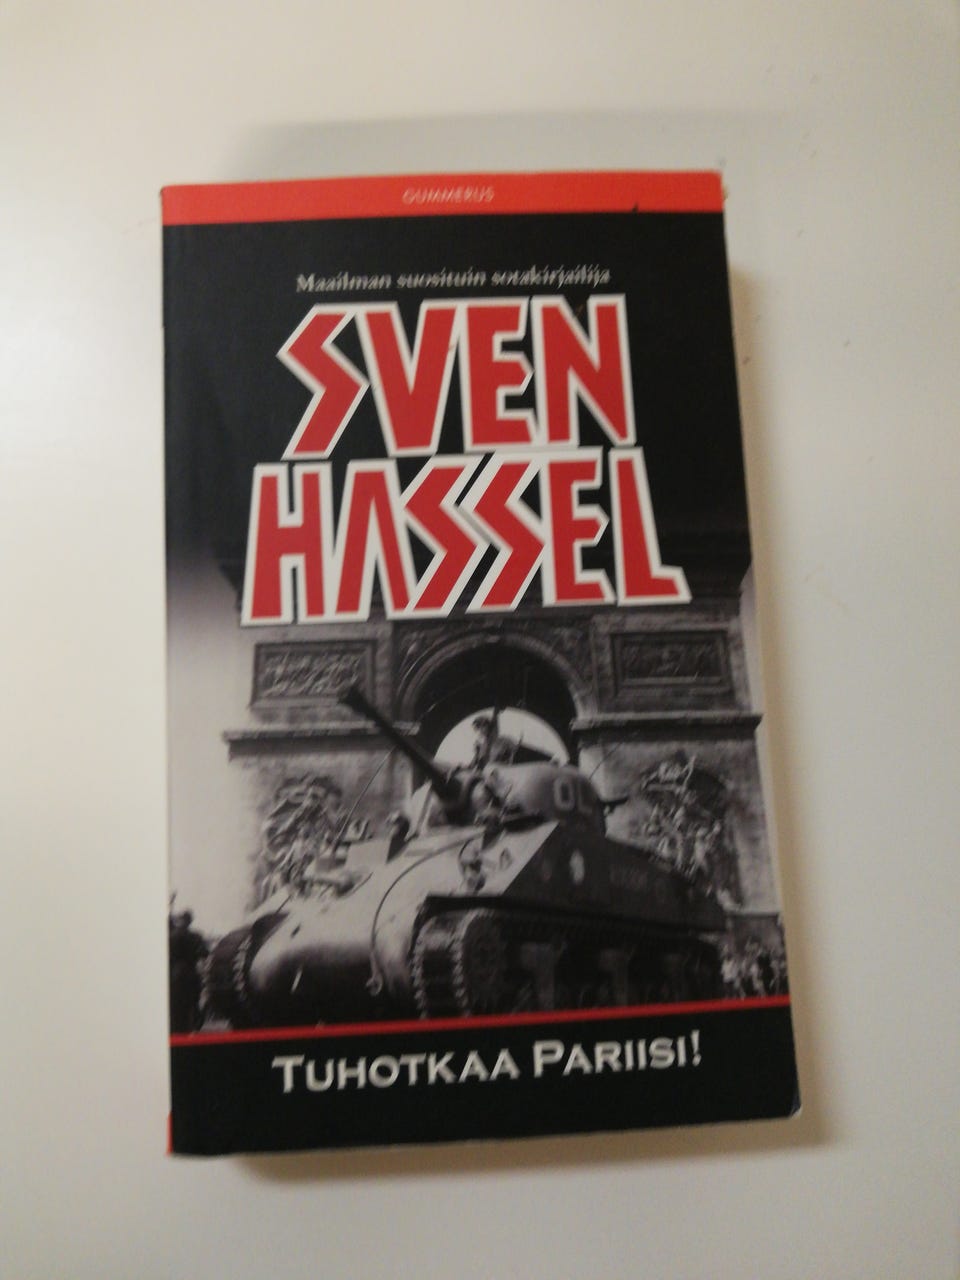 GUMMERUS
Maailman suosituin sotakirjailija
SVEN
HASSEL
TUHOTKAA PARIISI!